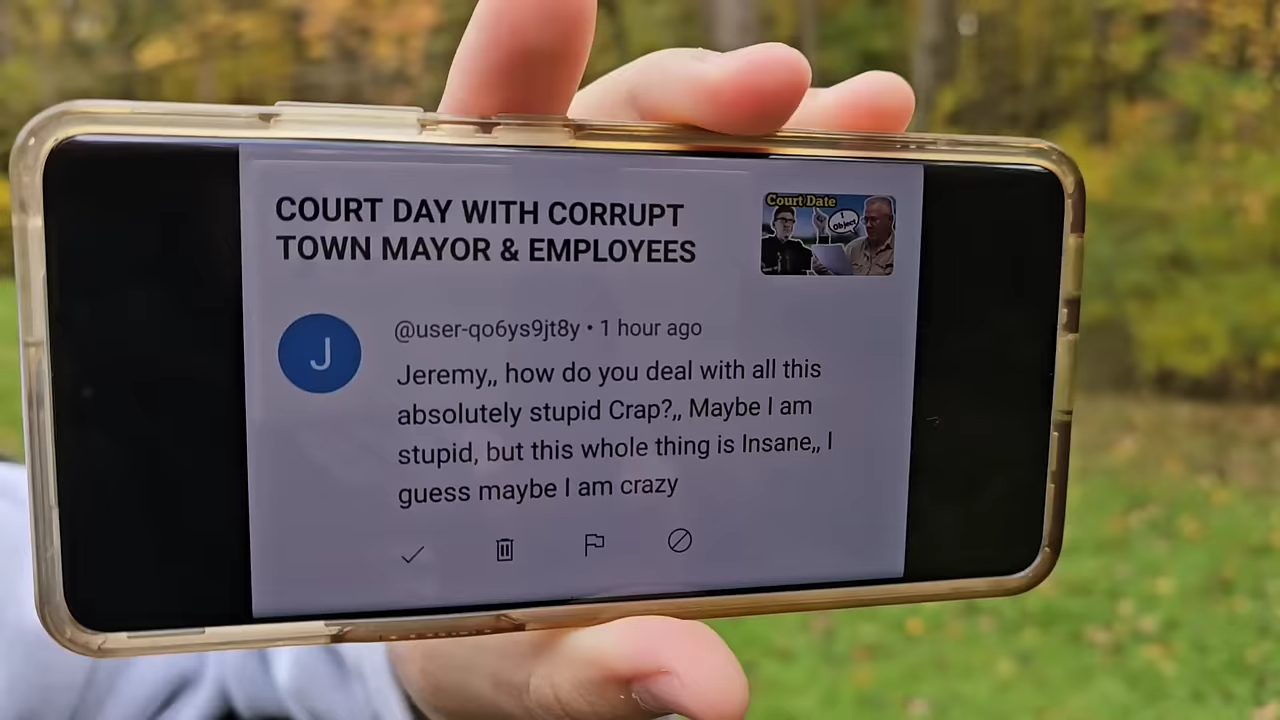 COURT DAY WITH CORRUPT
TOWN MAYOR & EMPLOYEES
Court Date
I
Object
J
@user-qo6ys9jt8y • 1 hour ago
Jeremy,, how do you deal with all this
absolutely stupid Crap?,, Maybe I am
stupid, but this whole thing is Insane,, I
guess maybe I am crazy